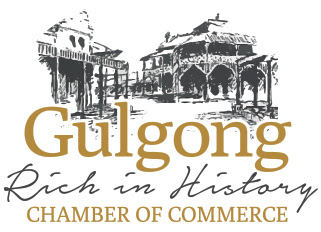 Gulgong
Rich in History
CHAMBER OF COMMERCE